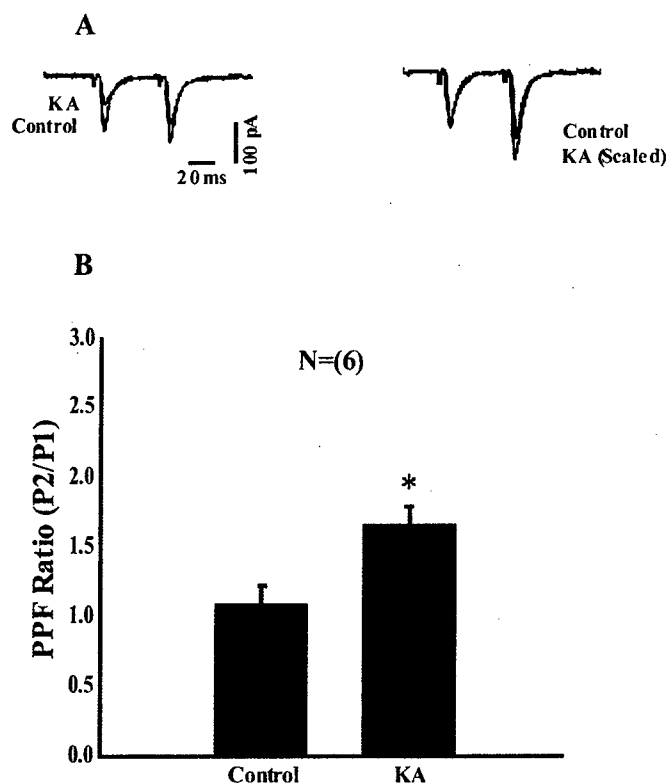 A
KA
Control
20 ms
100 pA
Control
KA (Scaled)
B
N=(6)
PPF Ratio (P2/P1)
3.0
2.5
2.0
1.5
1.0
0.5
0.0
*
Control
KA